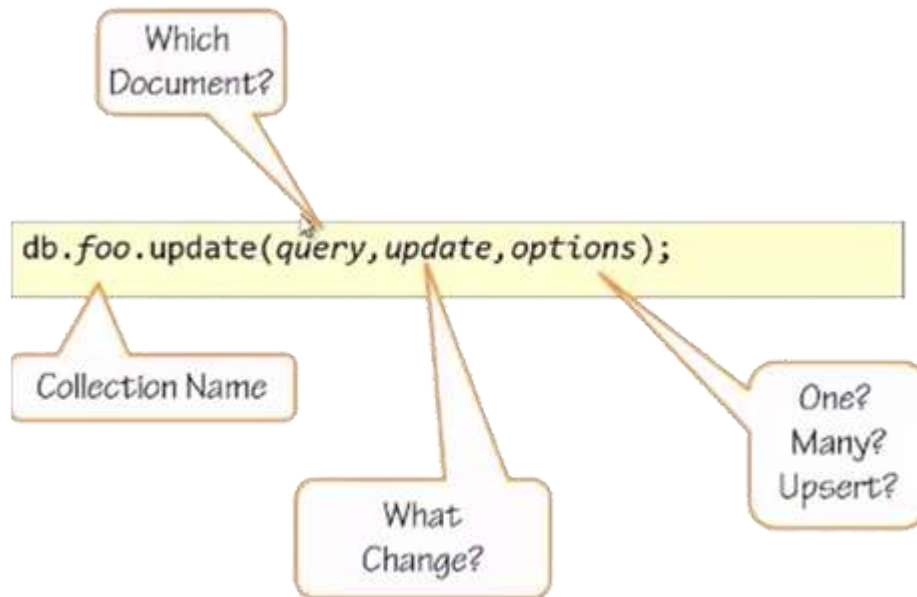 Which
Document?
db.foo.update(query,update,options);
Collection Name
One?
Many?
Upsert?
What
Change?